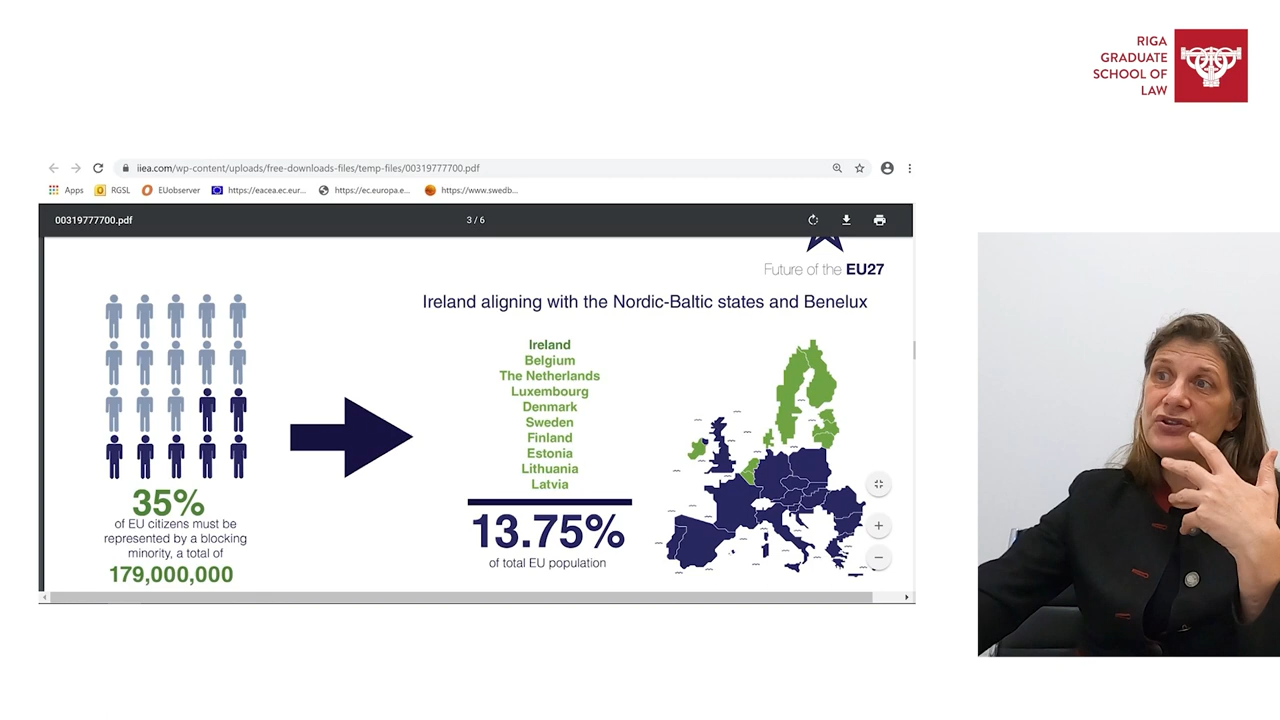 RIGA
GRADUATE
SCHOOL OF
LAW
iiea.com/wp-content/uploads/free-downloads-files/temp-files/00319777700.pdf
Apps RGSL EUobserver https://eacea.ec.eur... https://ec.europa.e... https://www.swedb...
00319777700.pdf 3 / 6
Future of the EU27
Ireland aligning with the Nordic-Baltic states and Benelux
Ireland
Belgium
The Netherlands
Luxembourg
Denmark
Sweden
Finland
Estonia
Lithuania
Latvia
13.75%
of total EU population
35%
of EU citizens must be
represented by a blocking
minority, a total of
179,000,000